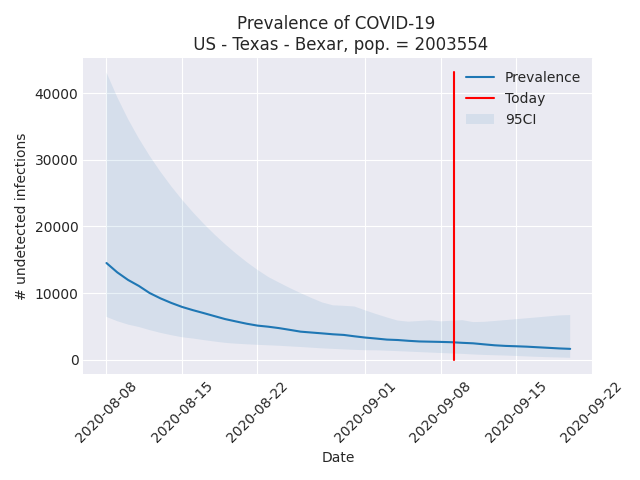 Prevalence of COVID-19
US - Texas - Bexar, pop. = 2003554
Prevalence
Today
95CI
# undetected infections
40000
30000
20000
10000
0
2020-08-08
2020-08-15
2020-08-22
2020-09-01
2020-09-08
2020-09-15
2020-09-22
Date